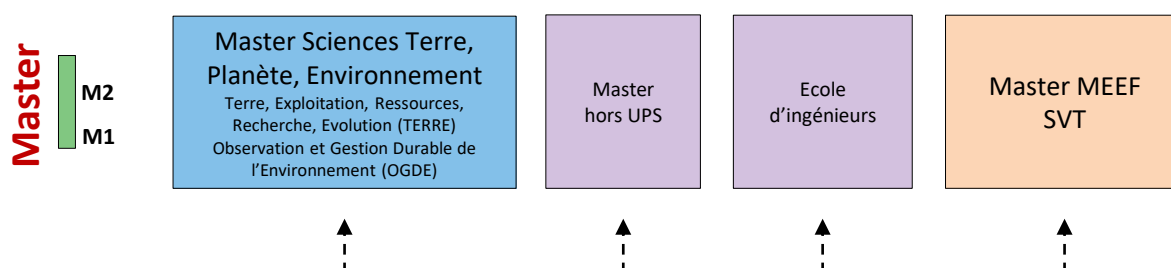 Master
M2
M1
Master Sciences Terre,
Planète, Environnement
Terre, Exploitation, Ressources,
Recherche, Evolution (TERRE)
Observation et Gestion Durable de
l’Environnement (OGDE)
Master
hors UPS
Ecole
d’ingénieurs
Master MEEF
SVT